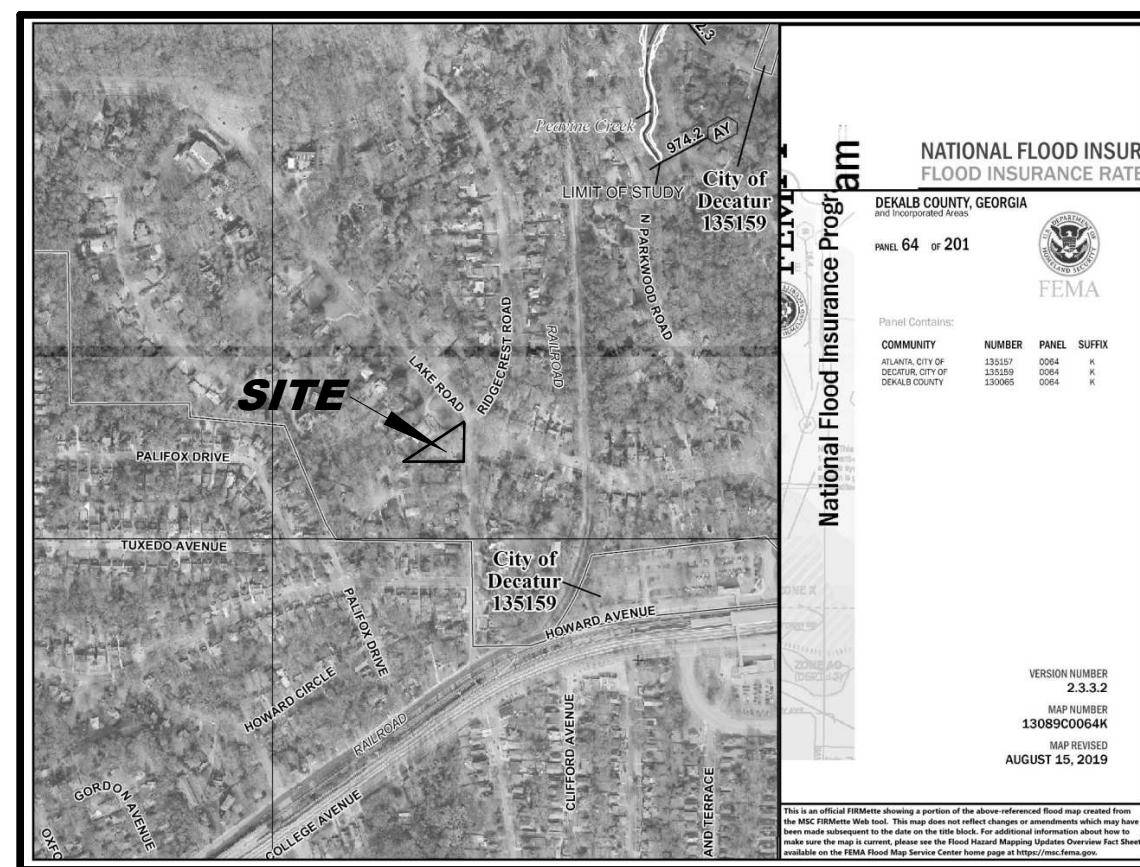 2.3
Peavine Creek
974.2 AY
LIMIT OF STUDY
City of
Decatur
135159
N PARKWOOD ROAD
RIDGECREST ROAD
RAILROAD
LAKE ROAD
SITE
PALIFOX DRIVE
TUXEDO AVENUE
City of
Decatur
135159
HOWARD AVENUE
PALIFOX DRIVE
HOWARD CIRCLE
RAILROAD
CLIFFORD AVENUE
GORDON AVENUE
COLLEGE AVENUE
AND TERRACE
OXFO
FEMA
National Flood Insurance Program
NATIONAL FLOOD INSUR
FLOOD INSURANCE RATE
DEKALB COUNTY, GEORGIA
and Incorporated Areas
PANEL 64 OF 201
FEMA
Panel Contains:
COMMUNITY NUMBER PANEL SUFFIX
ATLANTA, CITY OF 135157 0064 K
DECATUR, CITY OF 135159 0064 K
DEKALB COUNTY 130065 0064 K
ZONE X
ZONE AO
VERSION NUMBER
2.3.3.2
MAP NUMBER
13089C0064K
MAP REVISED
AUGUST 15, 2019
This is an official FIRMette showing a portion of the above-referenced flood map created from
the MSC FIRMette Web tool. This map does not reflect changes or amendments which may have
been made subsequent to the date on the title block. For additional information about how to
make sure the map is current, please see the Flood Hazard Mapping Updates Overview Fact Sheet
available on the FEMA Flood Map Service Center home page at https://msc.fema.gov.